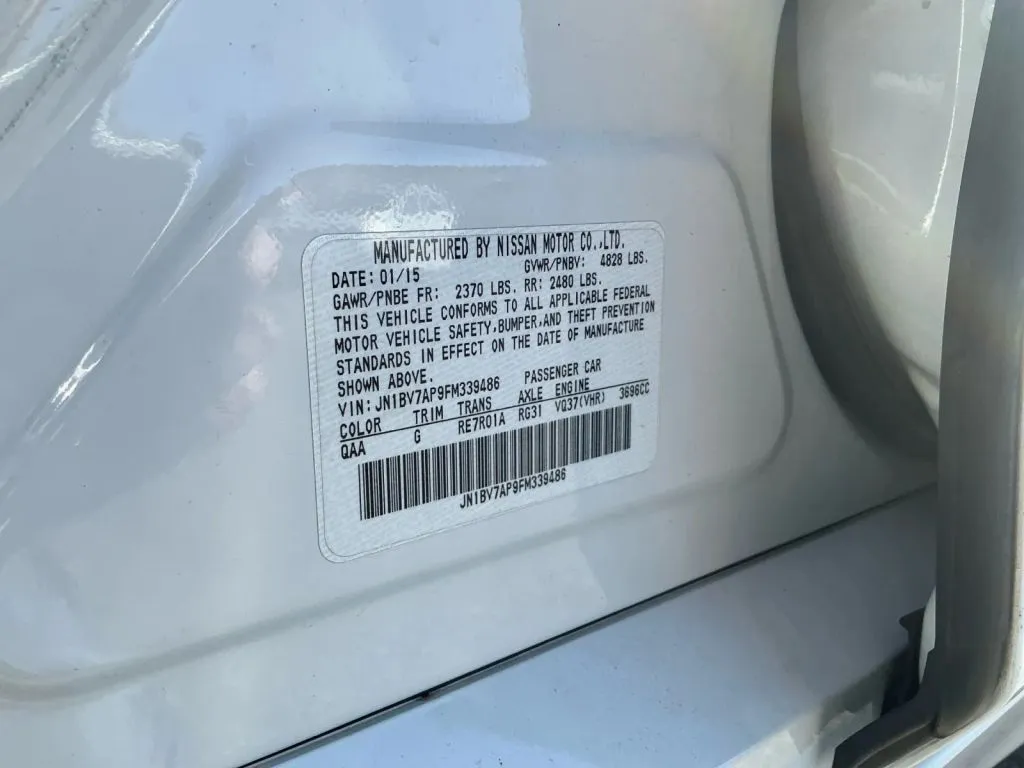 MANUFACTURED BY NISSAN MOTOR CO.,LTD.
DATE: 01/15 GVWR/PNBV: 4828 LBS.
GAWR/PNBE FR: 2370 LBS. RR: 2480 LBS.
THIS VEHICLE CONFORMS TO ALL APPLICABLE FEDERAL
MOTOR VEHICLE SAFETY,BUMPER,AND THEFT PREVENTION
STANDARDS IN EFFECT ON THE DATE OF MANUFACTURE
SHOWN ABOVE.
VIN: JN1BV7AP9FM339486 PASSENGER CAR
COLOR TRIM TRANS AXLE ENGINE
QAA G RE7R01A RG31 VQ37(VHR) 3696CC
JN1BV7AP9FM339486